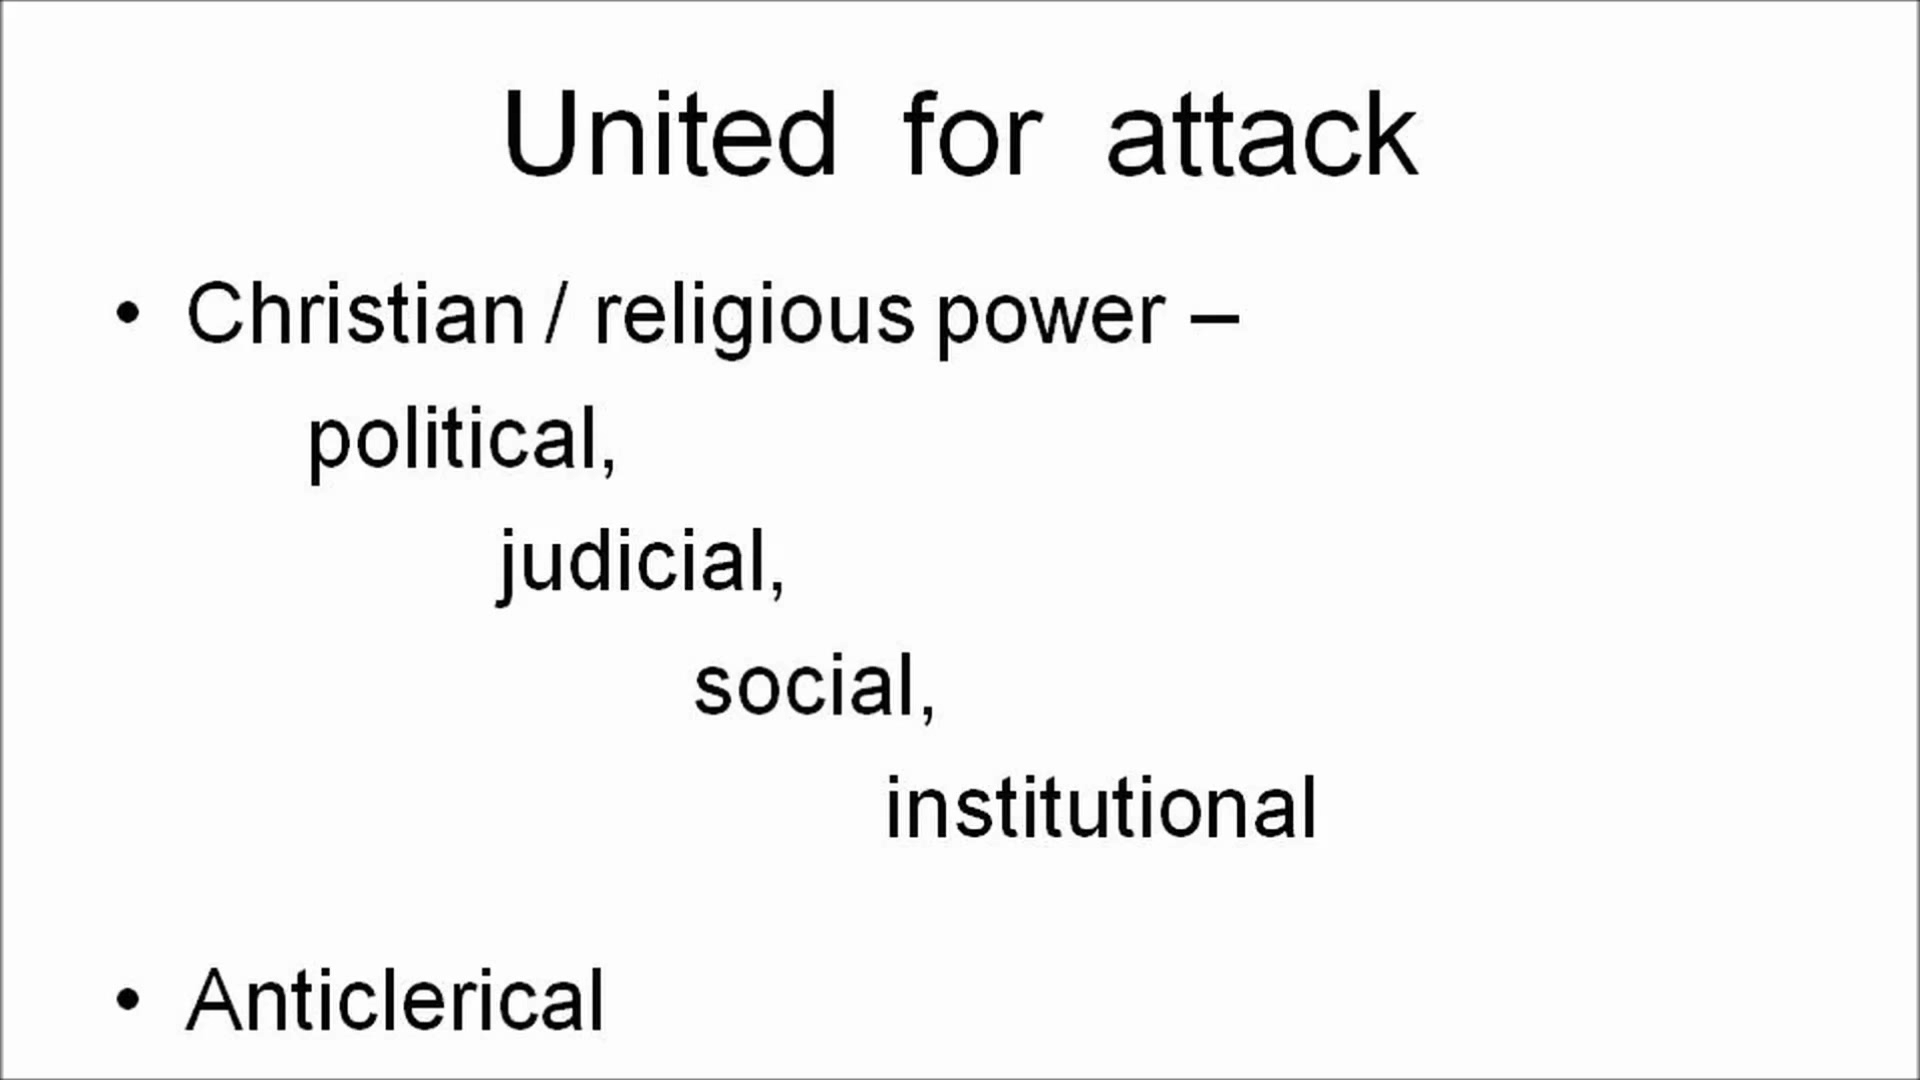 United for attack
• Christian / religious power –
political,
judicial,
social,
institutional
• Anticlerical